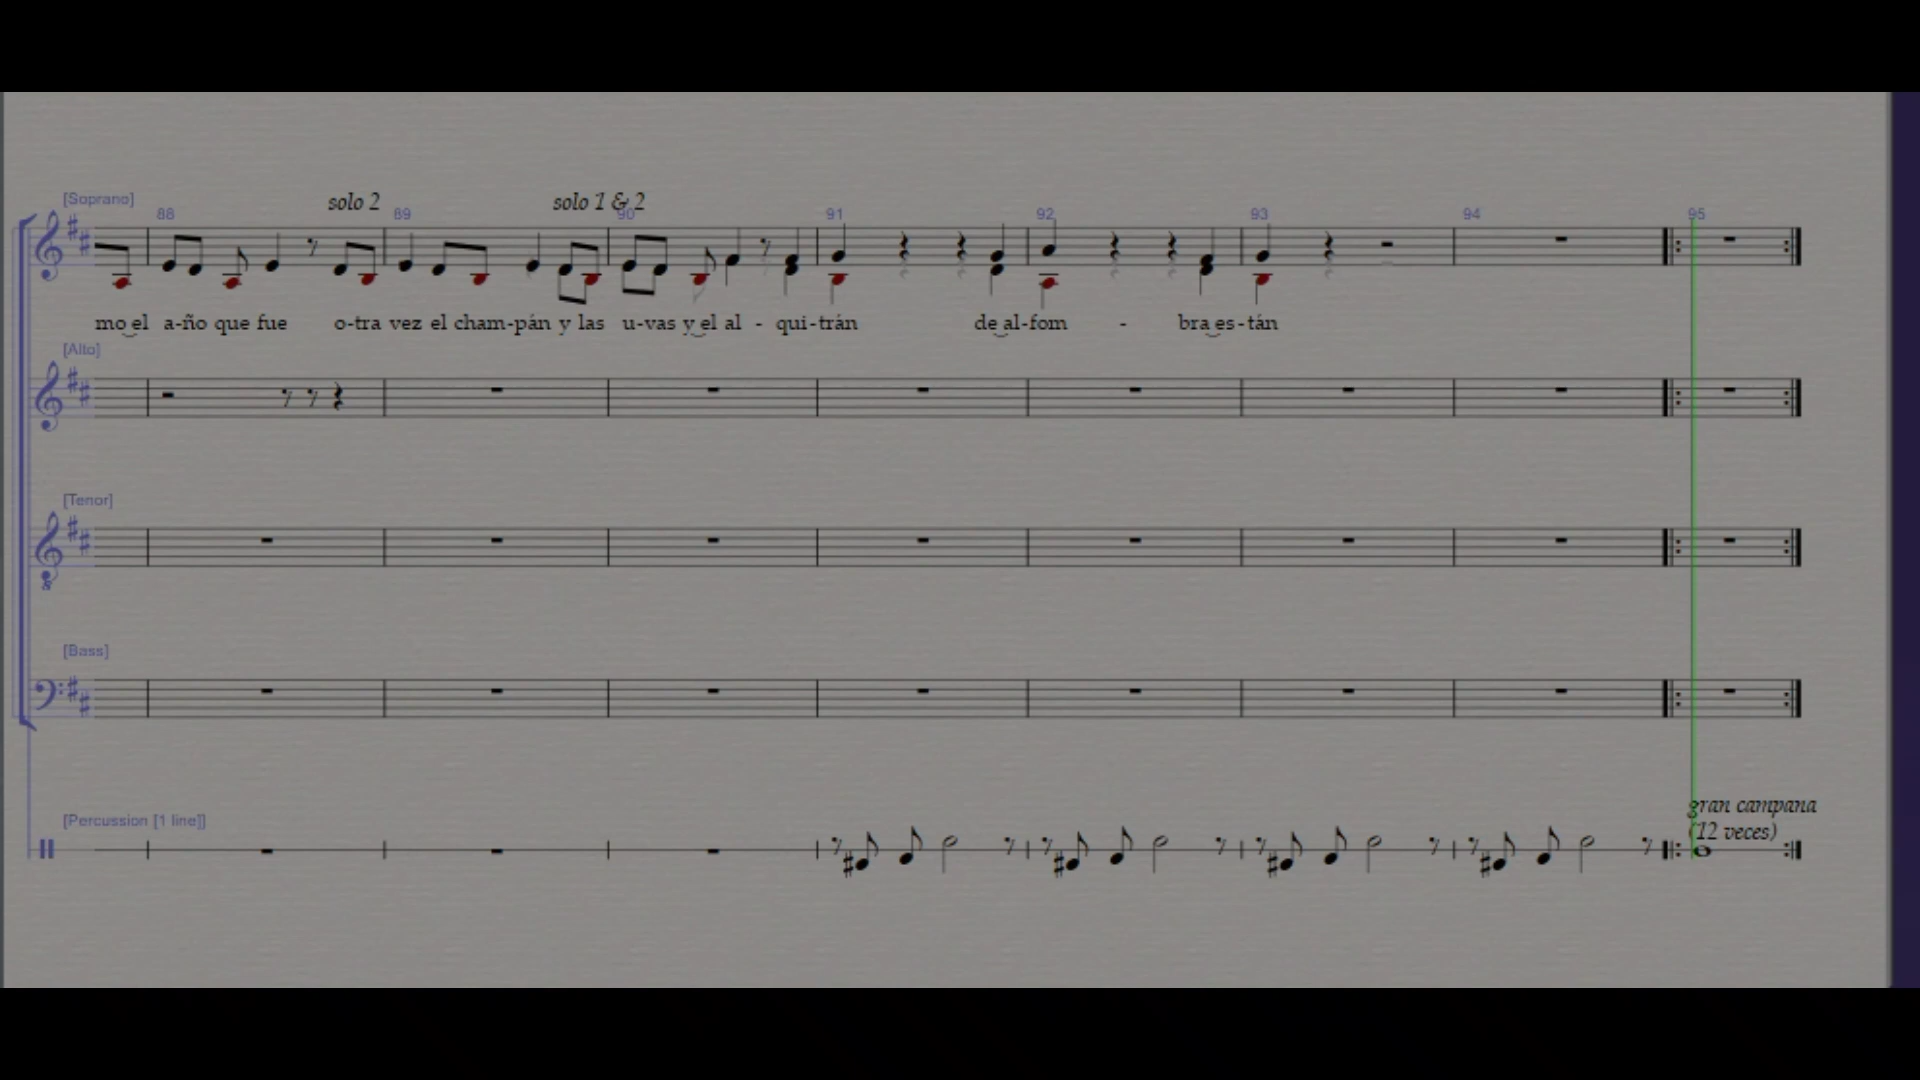 solo 2 solo 1 & 2
[Soprano]
88 89 90 91 92 93 94 95
mo el a-ño que fue o-tra vez el cham-pán y las u-vas y el al - qui-trán de al-fom - bra es-tán
[Alto]
[Tenor]
8
[Bass]
gran campana
[Percussion [1 line]]
(12 veces)